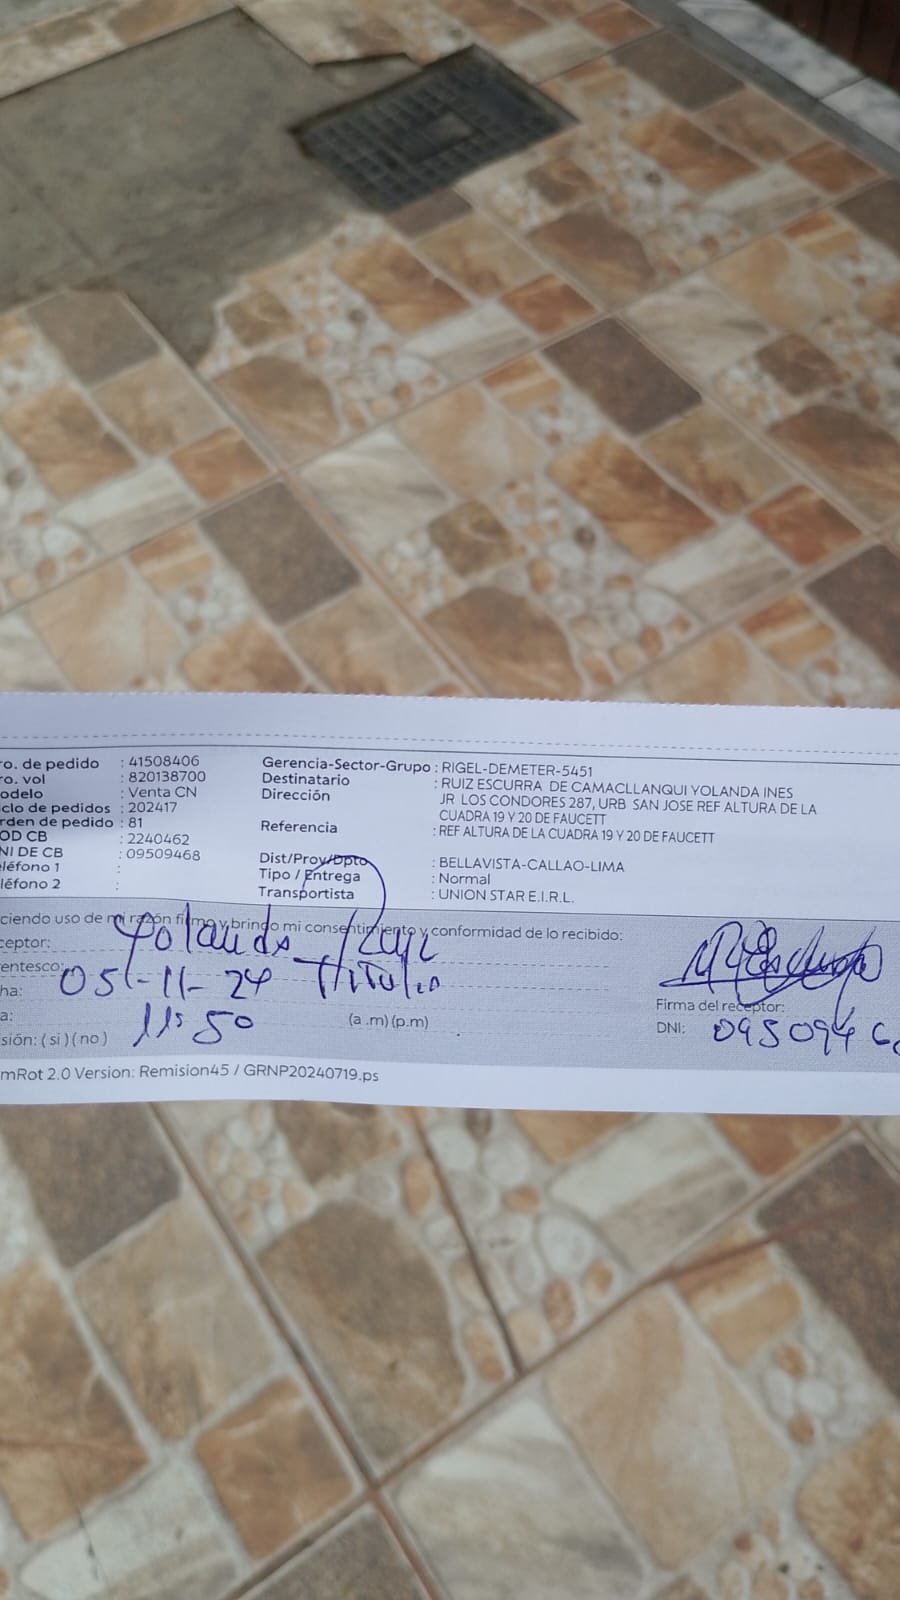 ro. de pedido : 41508406
ro. vol : 820138700
odelo : Venta CN
clo de pedidos : 202417
rden de pedido : 81
OD CB : 2240462
NI DE CB : 09509468
eléfono 1 :
léfono 2 :
Gerencia-Sector-Grupo : RIGEL-DEMETER-5451
Destinatario : RUIZ ESCURRA DE CAMACLLANQUI YOLANDA INES
Dirección JR LOS CONDORES 287, URB SAN JOSE REF ALTURA DE LA
CUADRA 19 Y 20 DE FAUCETT
Referencia : REF ALTURA DE LA CUADRA 19 Y 20 DE FAUCETT
Dist/Prov/Dpto : BELLAVISTA-CALLAO-LIMA
Tipo / Entrega : Normal
Transportista : UNION STAR E.I.R.L.
ciendo uso de mi razón firmo y brindo mi consentimiento y conformidad de lo recibido:
ceptor: Yolanda Ruiz
entesco: Titular
ha: 05-11-24
a: 11:50 (a .m) (p.m)
sión: ( si ) ( no )
Firma del receptor:
DNI: 0950946
mRot 2.0 Version: Remision45 / GRNP20240719.ps